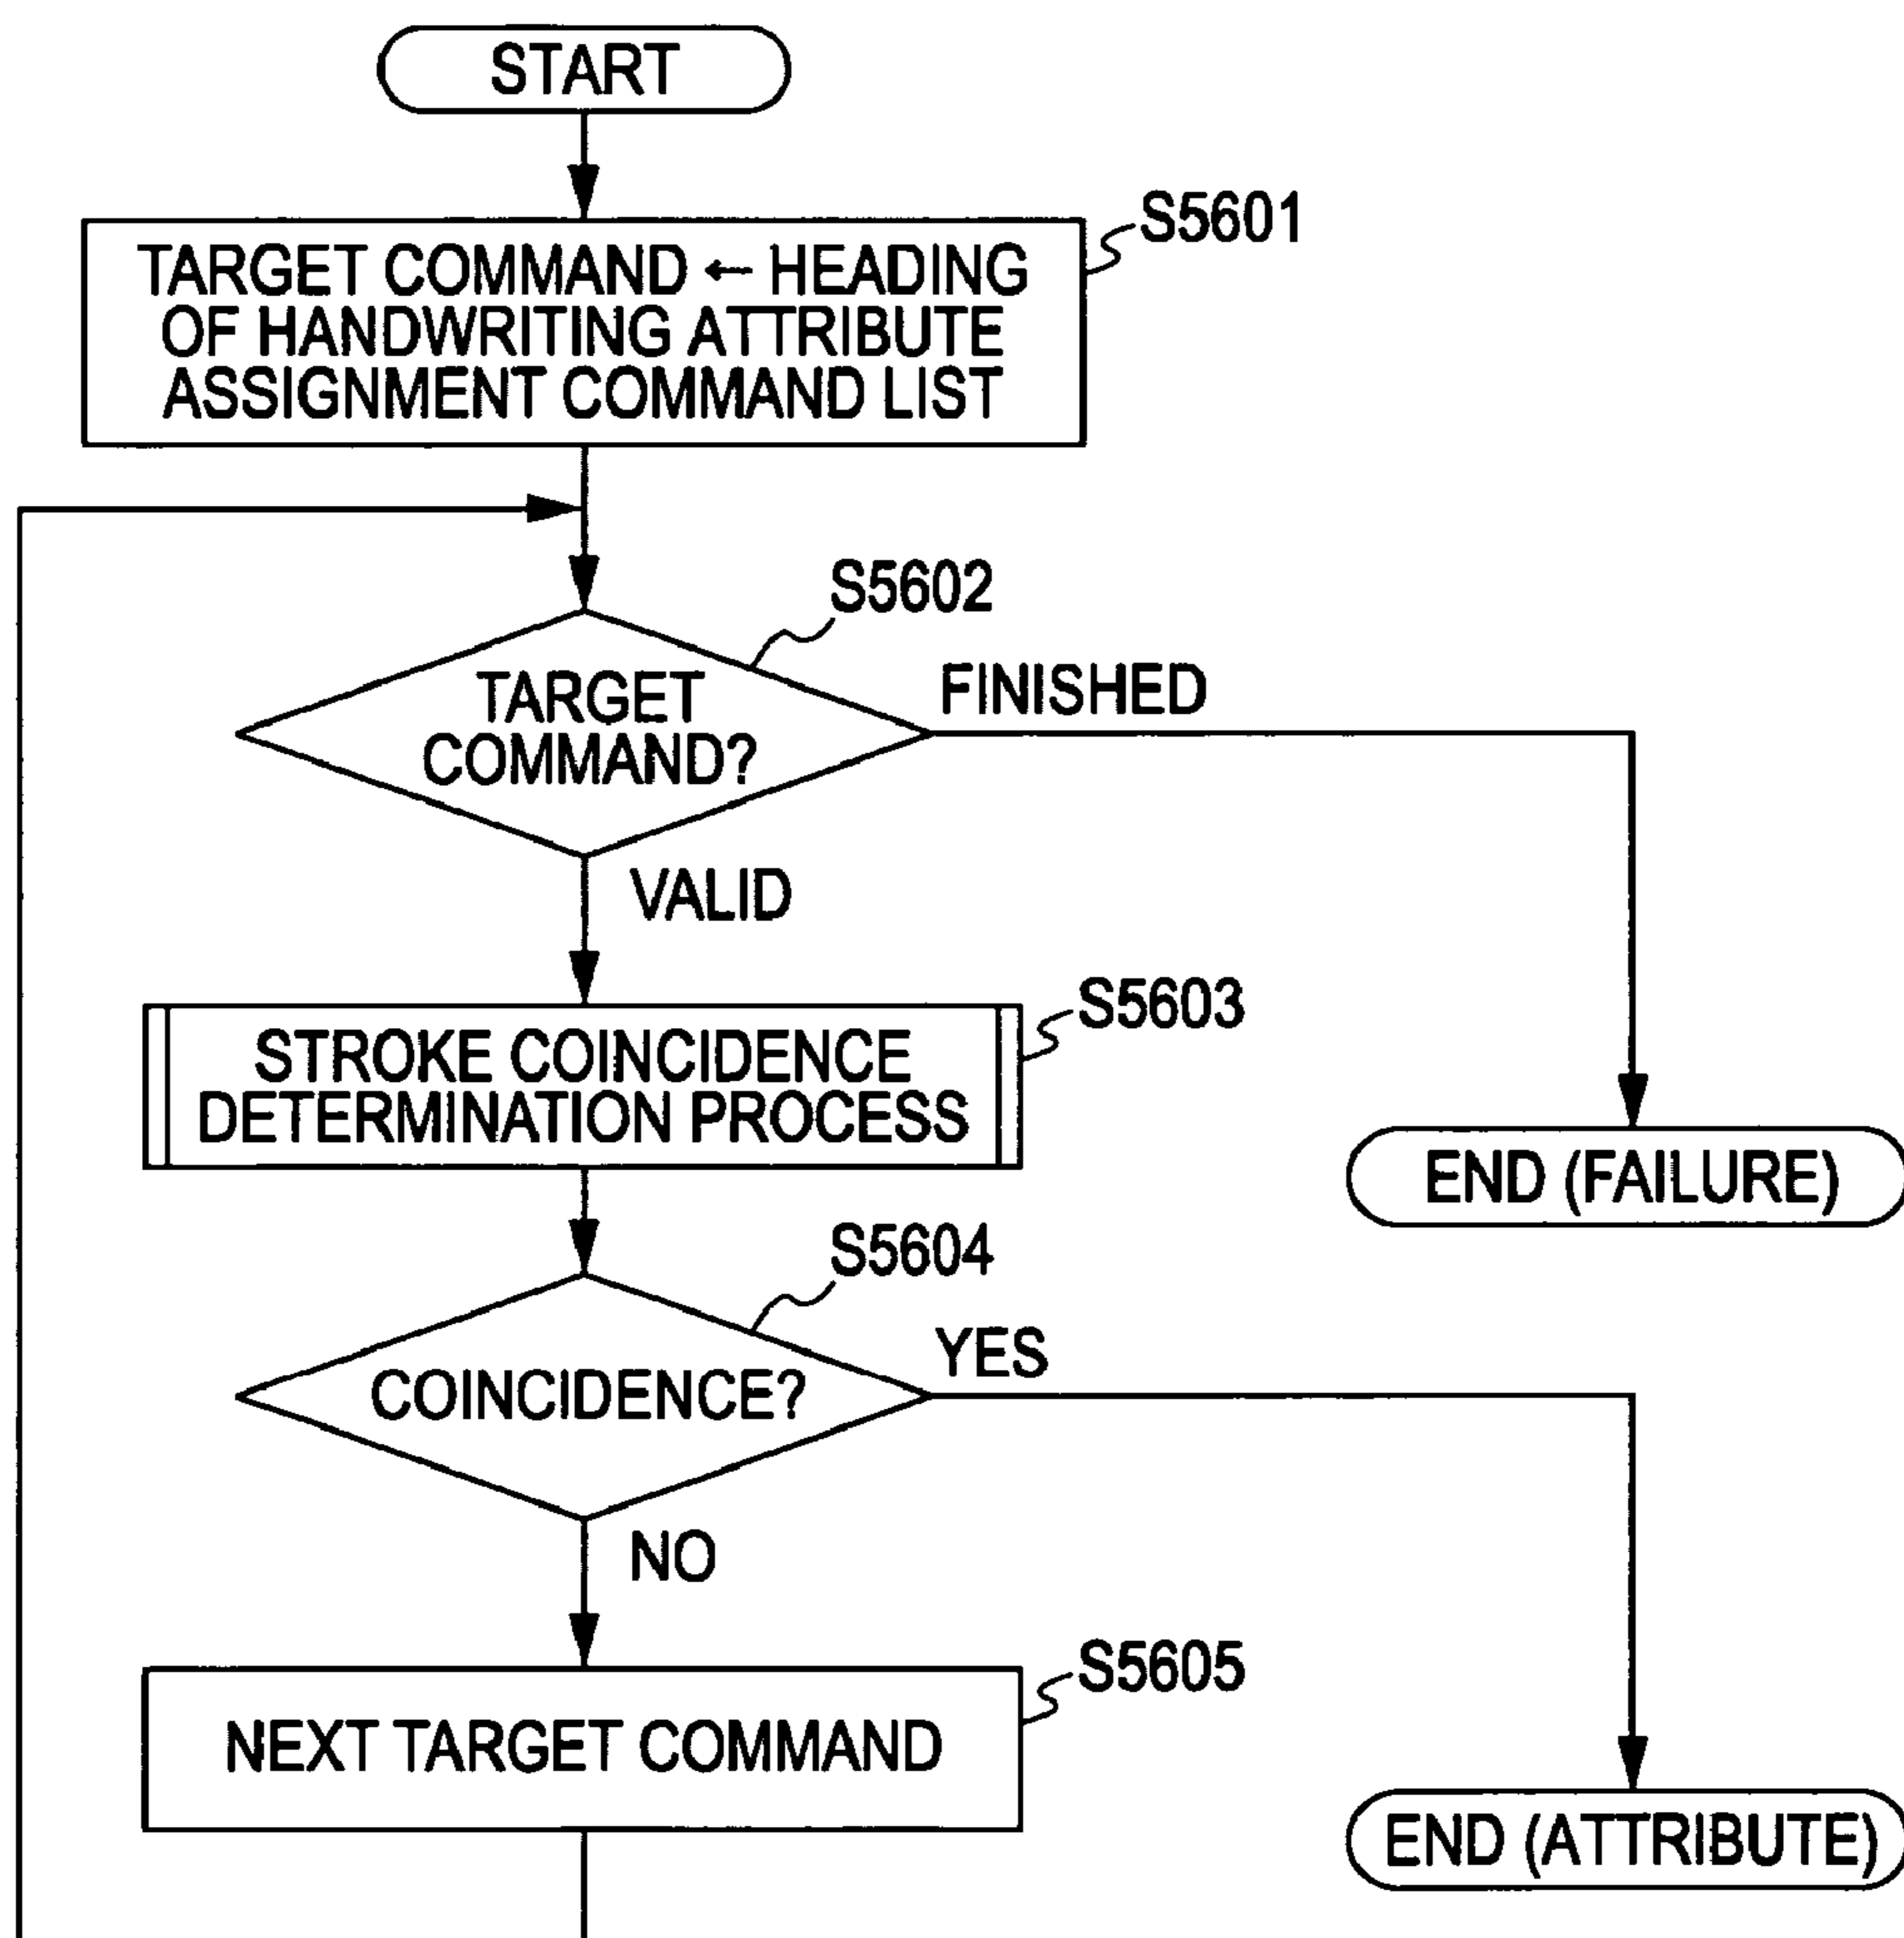 START
S5601
TARGET COMMAND ← HEADING
OF HANDWRITING ATTRIBUTE
ASSIGNMENT COMMAND LIST
S5602
TARGET
COMMAND?
FINISHED
VALID
S5603
STROKE COINCIDENCE
DETERMINATION PROCESS
END (FAILURE)
S5604
COINCIDENCE?
YES
NO
S5605
NEXT TARGET COMMAND
END (ATTRIBUTE)